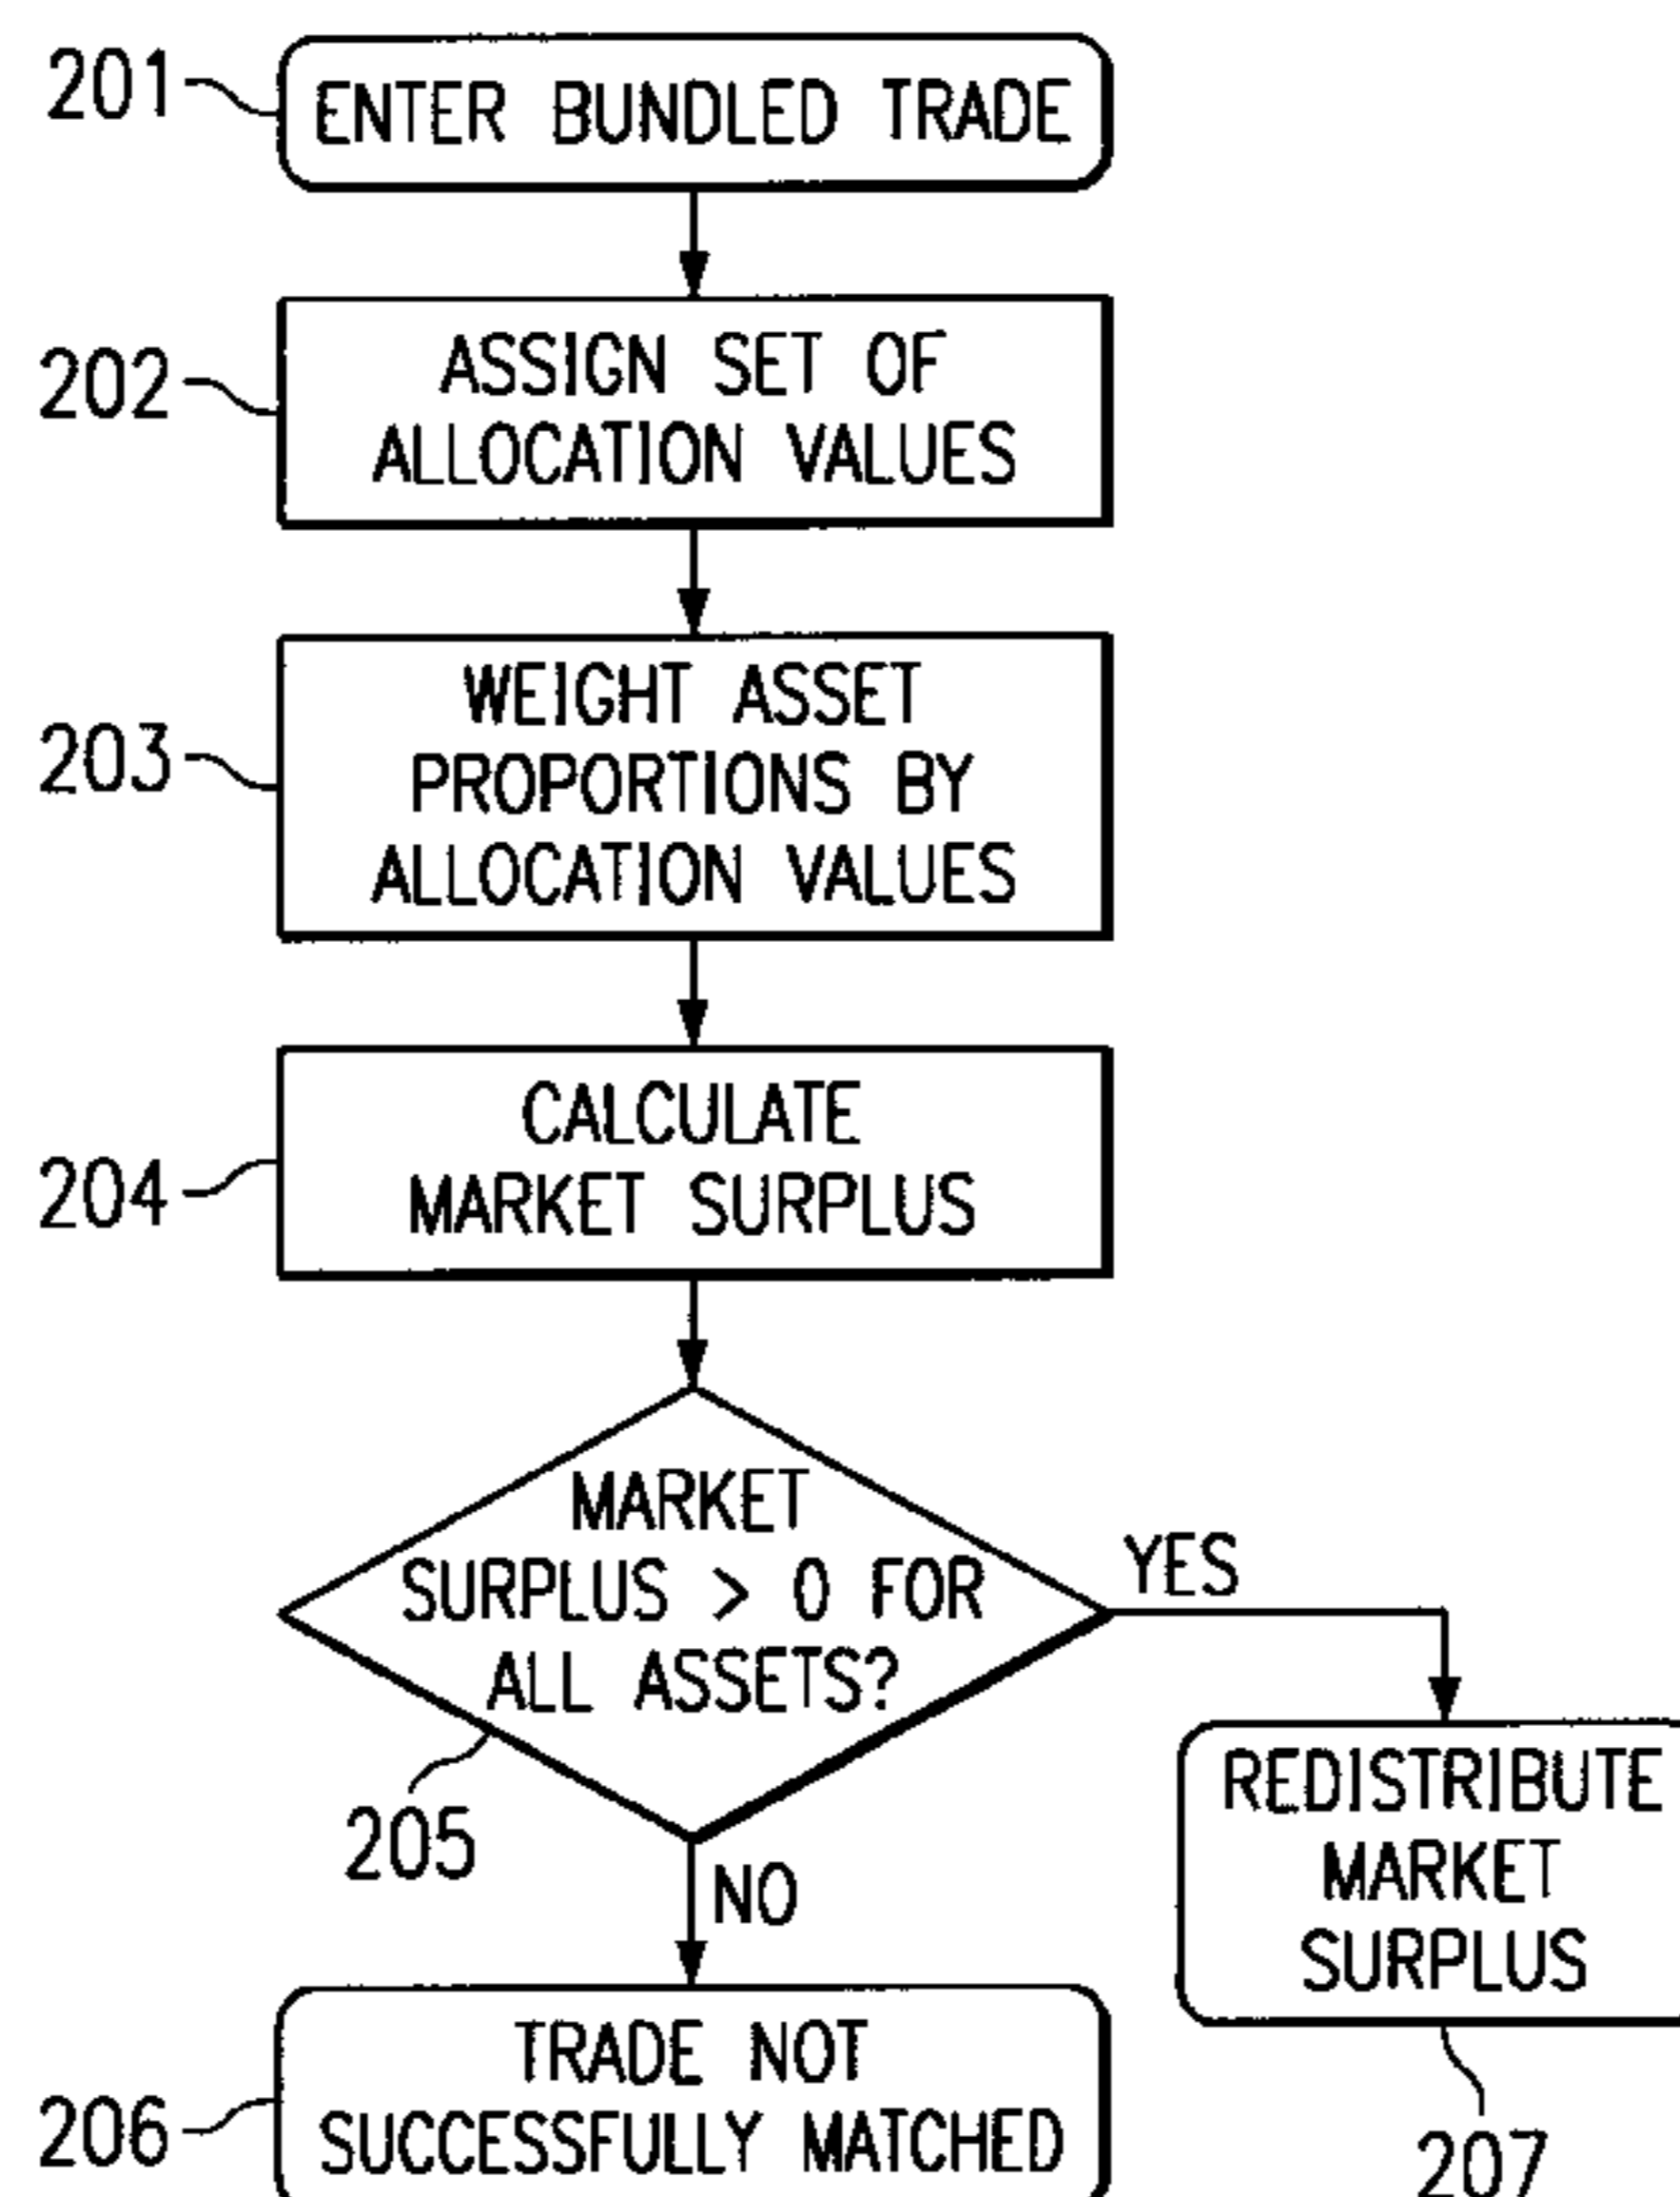 201
ENTER BUNDLED TRADE
202
ASSIGN SET OF
ALLOCATION VALUES
203
WEIGHT ASSET
PROPORTIONS BY
ALLOCATION VALUES
204
CALCULATE
MARKET SURPLUS
MARKET
SURPLUS > 0 FOR
ALL ASSETS?
205
YES
NO
REDISTRIBUTE
MARKET
SURPLUS
207
206
TRADE NOT
SUCCESSFULLY MATCHED